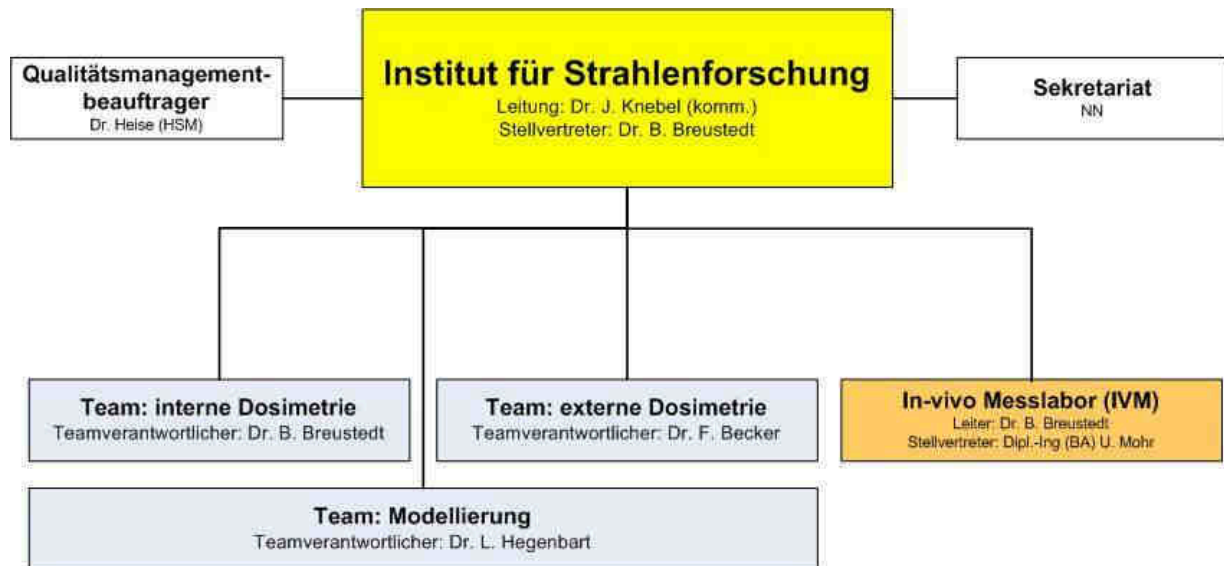 Institut für Strahlenforschung
Leitung: Dr. J. Knebel (komm.)
Stellvertreter: Dr. B. Breustedt
Qualitätsmanagement-
beauftrager
Dr. Heise (HSM)
Sekretariat
NN
Team: interne Dosimetrie
Teamverantwortlicher: Dr. B. Breustedt
Team: externe Dosimetrie
Teamverantwortlicher: Dr. F. Becker
In-vivo Messlabor (IVM)
Leiter: Dr. B. Breustedt
Stellvertreter: Dipl.-Ing (BA) U. Mohr
Team: Modellierung
Teamverantwortlicher: Dr. L. Hegenbart